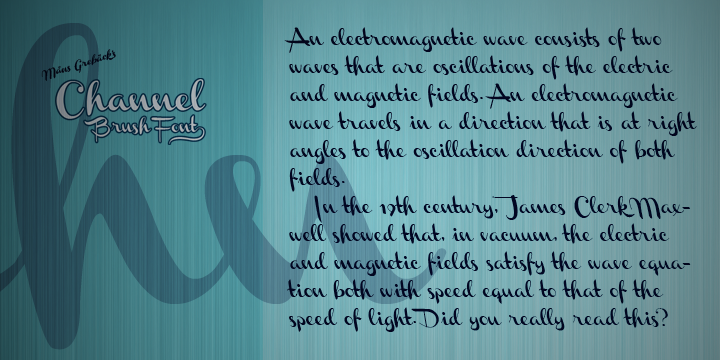 Måns Grebäck's
Channel
Brush Font
An electromagnetic wave consists of two
waves that are oscillations of the electric
and magnetic fields. An electromagnetic
wave travels in a direction that is at right
angles to the oscillation direction of both
fields.
In the 19th century, James Clerk Max-
well showed that, in vacuum, the electric
and magnetic fields satisfy the wave equa-
tion both with speed equal to that of the
speed of light. Did you really read this?